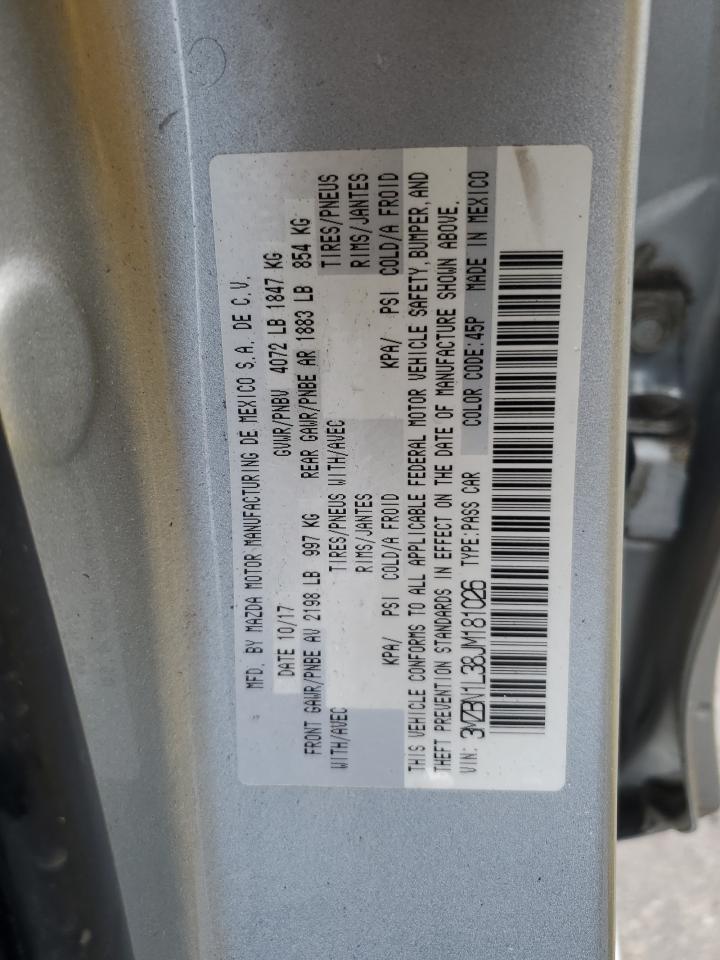 MFD. BY MAZDA MOTOR MANUFACTURING DE MEXICO S.A. DE C.V.
DATE 10/17 GVWR/PNBV 4072 LB 1847 KG
FRONT GAWR/PNBE AV 2198 LB 997 KG REAR GAWR/PNBE AR 1883 LB 854 KG
WITH/AVEC TIRES/PNEUS WITH/AVEC TIRES/PNEUS
RIMS/JANTES RIMS/JANTES
KPA/ PSI COLD/A FROID KPA/ PSI COLD/A FROID
THIS VEHICLE CONFORMS TO ALL APPLICABLE FEDERAL MOTOR VEHICLE SAFETY, BUMPER, AND
THEFT PREVENTION STANDARDS IN EFFECT ON THE DATE OF MANUFACTURE SHOWN ABOVE.
VIN: 3MZBN1L38JM181026 TYPE:PASS CAR COLOR CODE:45P MADE IN MEXICO